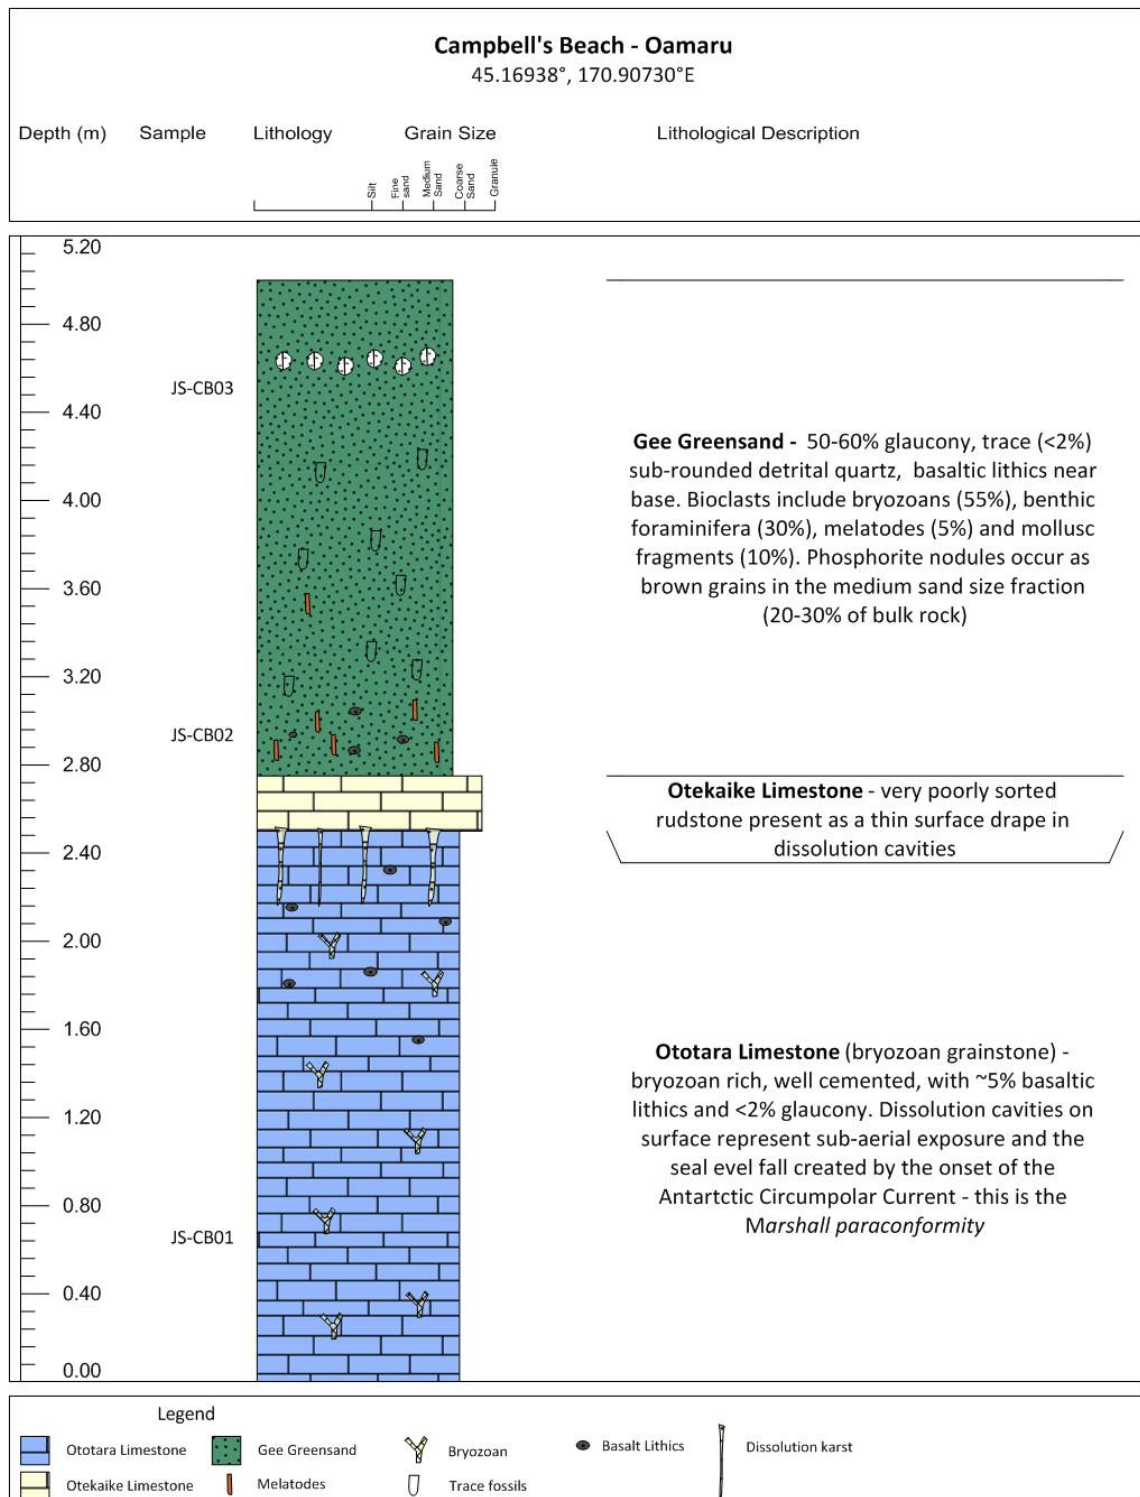 Campbell's Beach - Oamaru
45.16938°, 170.90730°E
Depth (m) Sample Lithology Grain Size Lithological Description
Silt
Fine sand
Medium Sand
Coarse Sand
Granule
5.20
4.80
JS-CB03
4.40
Gee Greensand - 50-60% glaucony, trace (<2%)
sub-rounded detrital quartz, basaltic lithics near
base. Bioclasts include bryozoans (55%), benthic
foraminifera (30%), melatodes (5%) and mollusc
fragments (10%). Phosphorite nodules occur as
brown grains in the medium sand size fraction
(20-30% of bulk rock)
4.00
3.60
3.20
JS-CB02
2.80
Otekaike Limestone - very poorly sorted
rudstone present as a thin surface drape in
dissolution cavities
2.40
2.00
1.60
Ototara Limestone (bryozoan grainstone) -
bryozoan rich, well cemented, with ~5% basaltic
lithics and <2% glaucony. Dissolution cavities on
surface represent sub-aerial exposure and the
seal evel fall created by the onset of the
Antartctic Circumpolar Current - this is the
Marshall paraconformity
1.20
0.80
JS-CB01
0.40
0.00
Legend
Ototara Limestone Gee Greensand Bryozoan Basalt Lithics Dissolution karst
Otekaike Limestone Melatodes Trace fossils